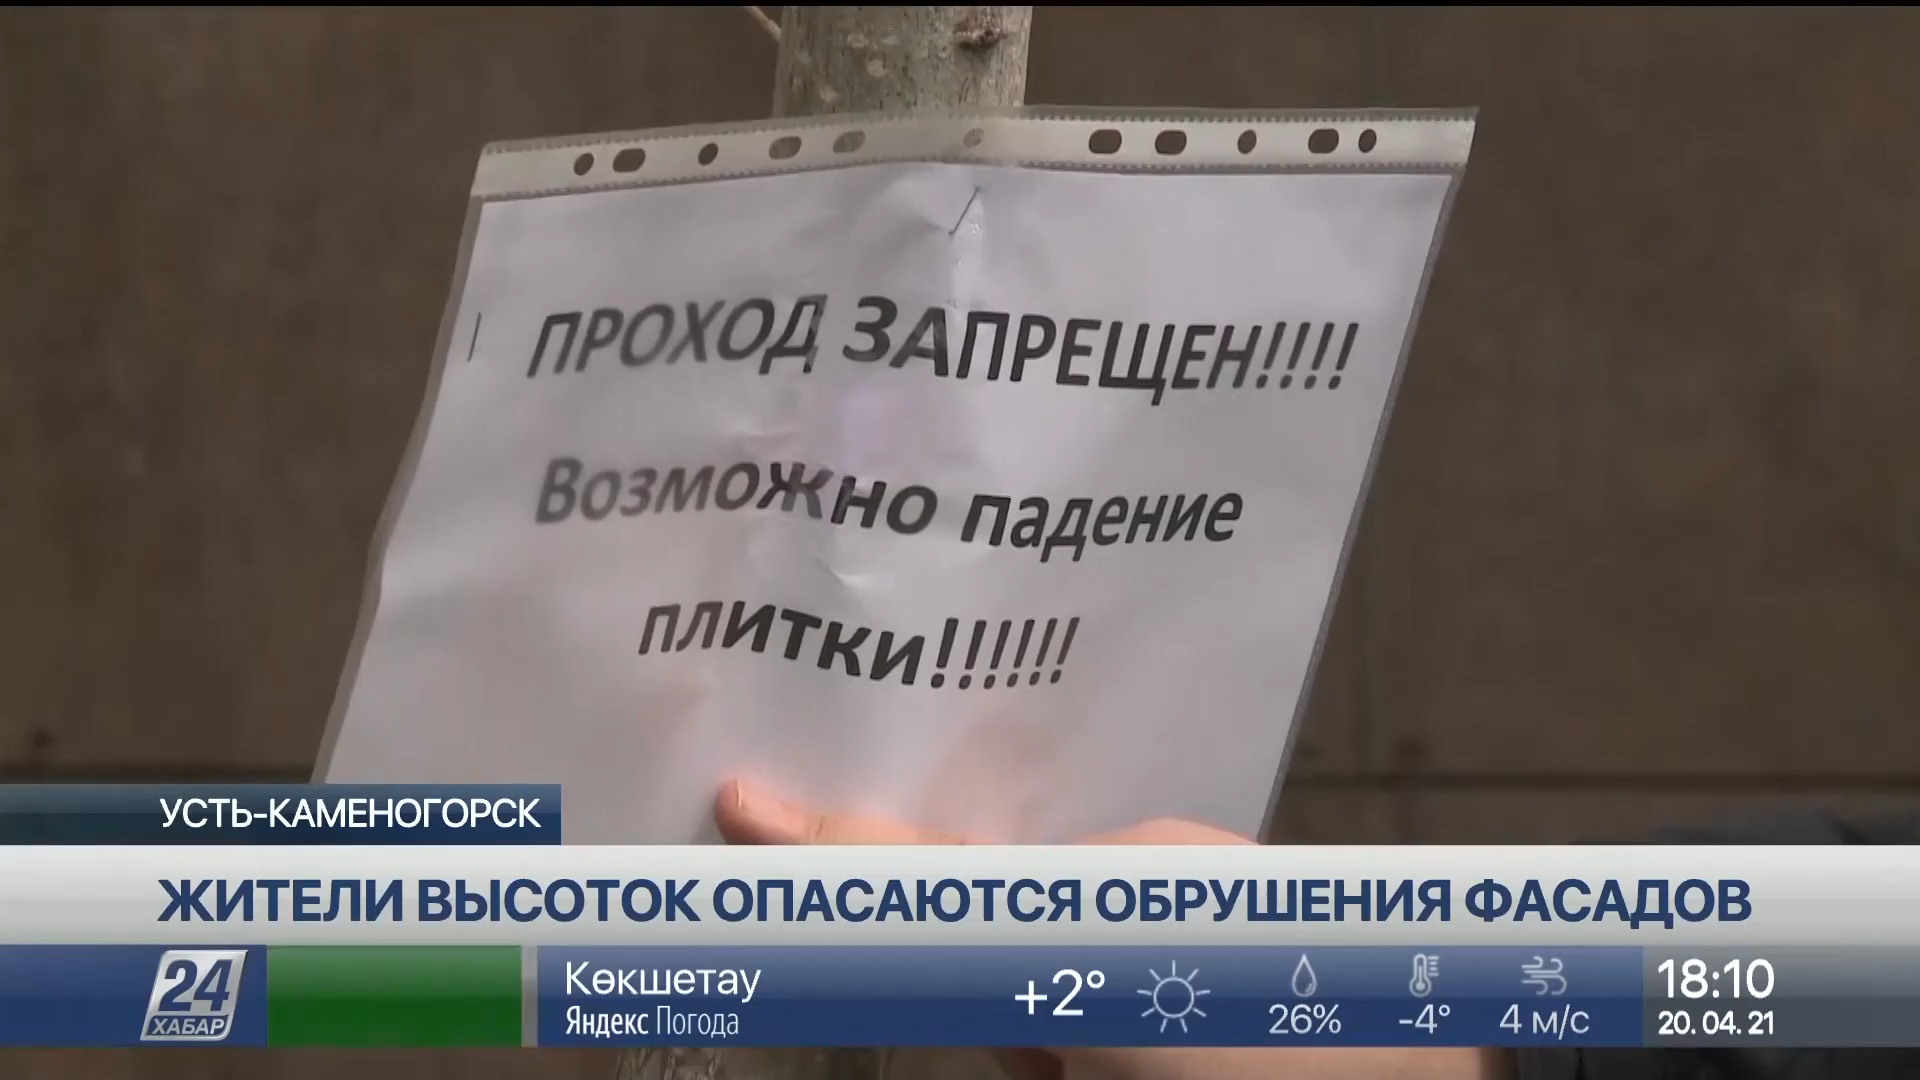 ПРОХОД ЗАПРЕЩЕН!!!!
Возможно падение
плитки!!!!!!
УСТЬ-КАМЕНОГОРСК
ЖИТЕЛИ ВЫСОТОК ОПАСАЮТСЯ ОБРУШЕНИЯ ФАСАДОВ
24
ХАБАР
Көкшетау
Яндекс Погода
+2°
26%
-4°
4 м/с
18:10
20. 04. 21